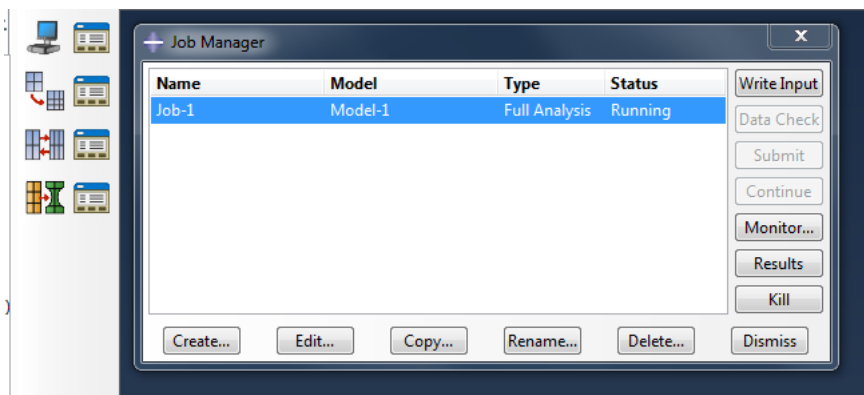 Job Manager
Name Model Type Status
Job-1 Model-1 Full Analysis Running
Write Input
Data Check
Submit
Continue
Monitor...
Results
Kill
Create... Edit... Copy... Rename... Delete... Dismiss
)